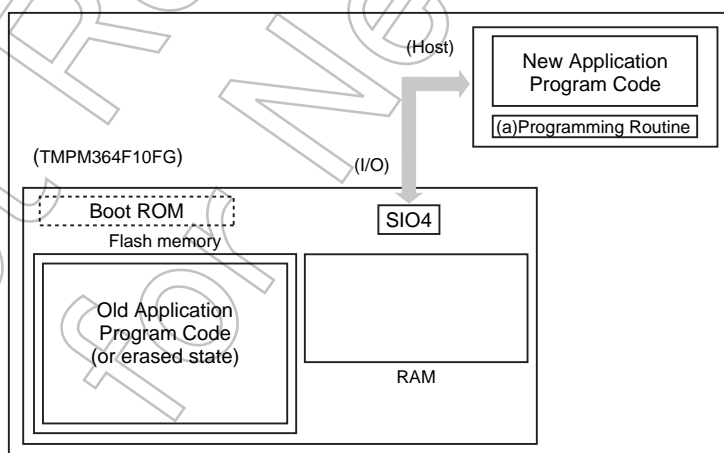 (Host)
New Application
Program Code
(a)Programming Routine
(TMPM364F10FG)
(I/O)
Boot ROM
SIO4
Flash memory
Old Application
Program Code
(or erased state)
RAM